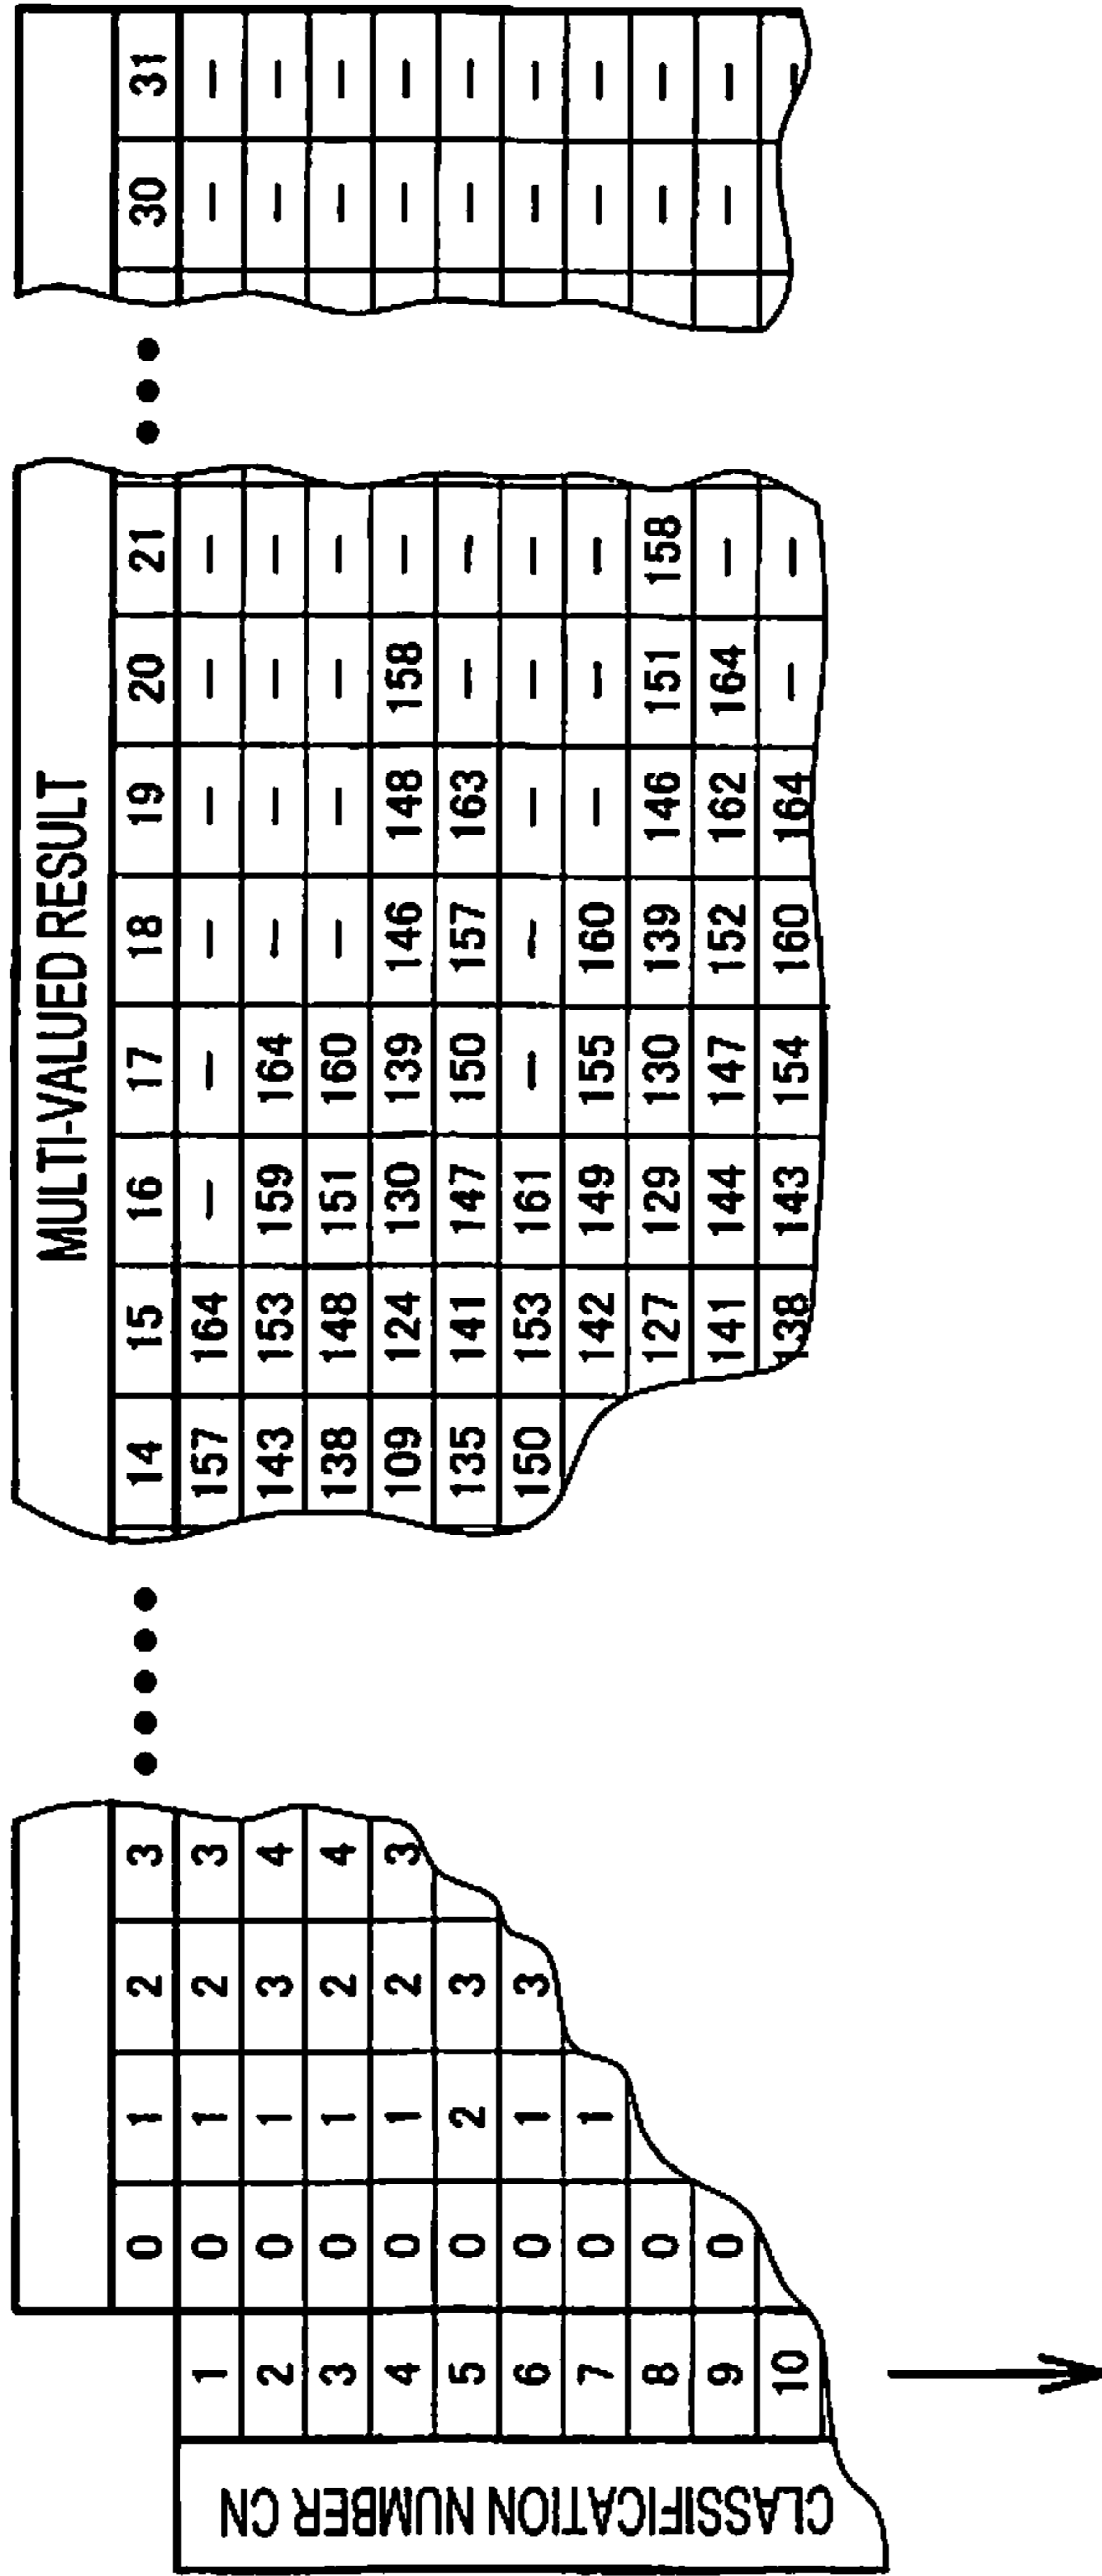 MULTI-VALUED RESULT
0 1 2 3 ••••• 14 15 16 17 18 19 20 21 ••• 30 31
CLASSIFICATION NUMBER CN
1 0 1 2 3 157 164 — — — — — — — —
2 0 1 3 4 143 153 159 164 — — — — — —
3 0 1 2 4 138 148 151 160 — — — — — —
4 0 1 2 3 109 124 130 139 146 148 158 — — —
5 0 2 3 135 141 147 150 157 163 — — — —
6 0 1 3 150 153 161 — — — — — — —
7 0 1 142 149 155 160 — — — — —
8 0 127 129 130 139 146 151 158 — —
9 0 141 144 147 152 162 164 — — —
10 138 143 154 160 164 — — —